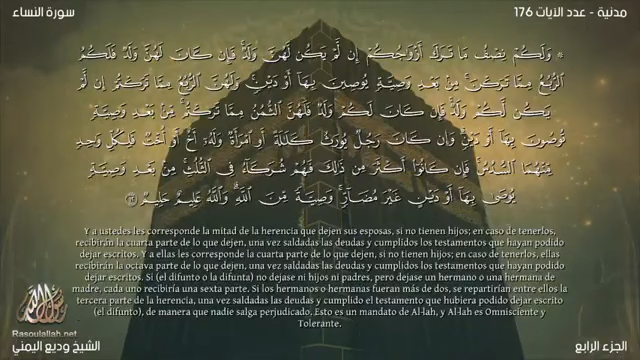 سورة النساء
مدنية - عدد الآيات 176
۞ وَلَكُمْ نِصْفُ مَا تَرَكَ أَزْوَاجُكُمْ إِن لَّمْ يَكُن لَّهُنَّ وَلَدٌ فَإِن كَانَ لَهُنَّ وَلَدٌ فَلَكُمُ
الرُّبُعُ مِمَّا تَرَكْنَ مِن بَعْدِ وَصِيَّةٍ يُوصِينَ بِهَا أَوْ دَيْنٍ وَلَهُنَّ الرُّبُعُ مِمَّا تَرَكْتُمْ إِن لَّمْ
يَكُن لَّكُمْ وَلَدٌ فَإِن كَانَ لَكُمْ وَلَدٌ فَلَهُنَّ الثُّمُنُ مِمَّا تَرَكْتُم مِّن بَعْدِ وَصِيَّةٍ
تُوصُونَ بِهَا أَوْ دَيْنٍ وَإِن كَانَ رَجُلٌ يُورَثُ كَلَالَةً أَوِ امْرَأَةٌ وَلَهُ أَخٌ أَوْ أُخْتٌ فَلِكُلِّ وَاحِدٍ
مِّنْهُمَا السُّدُسُ فَإِن كَانُوا أَكْثَرَ مِن ذَٰلِكَ فَهُمْ شُرَكَاءُ فِي الثُّلُثِ مِن بَعْدِ وَصِيَّةٍ
يُوصَىٰ بِهَا أَوْ دَيْنٍ غَيْرَ مُضَارٍّ وَصِيَّةً مِّنَ اللَّهِ وَاللَّهُ عَلِيمٌ حَلِيمٌ ١٢
Y a ustedes les corresponde la mitad de la herencia que dejen sus esposas, si no tienen hijos; en caso de tenerlos,
recibirán la cuarta parte de lo que dejen, una vez saldadas las deudas y cumplidos los testamentos que hayan podido
dejar escritos. Y a ellas les corresponde la cuarta parte de lo que dejen, si no tienen hijos; en caso de tenerlos, ellas
recibirán la octava parte de lo que dejen, una vez saldadas las deudas y cumplidos los testamentos que hayan podido
dejar escritos. Si (el difunto o la difunta) no dejase ni hijos ni padres, pero dejase un hermano o una hermana de
madre, cada uno recibiría una sexta parte. Si los hermanos-o hermanas fueran más de dos, se repartirían entre ellos la
tercera parte de la herencia, una vez saldadas las deudas y cumplido el testamento que hubiera podido dejar escrito
(el difunto), de manera que nadie salga perjudicado. Esto es un mandato de Al-lah, y Al-lah es Omnisciente y
Tolerante.
رسول الله
Rasoulallah.net
الشيخ وديع اليمني
الجزء الرابع